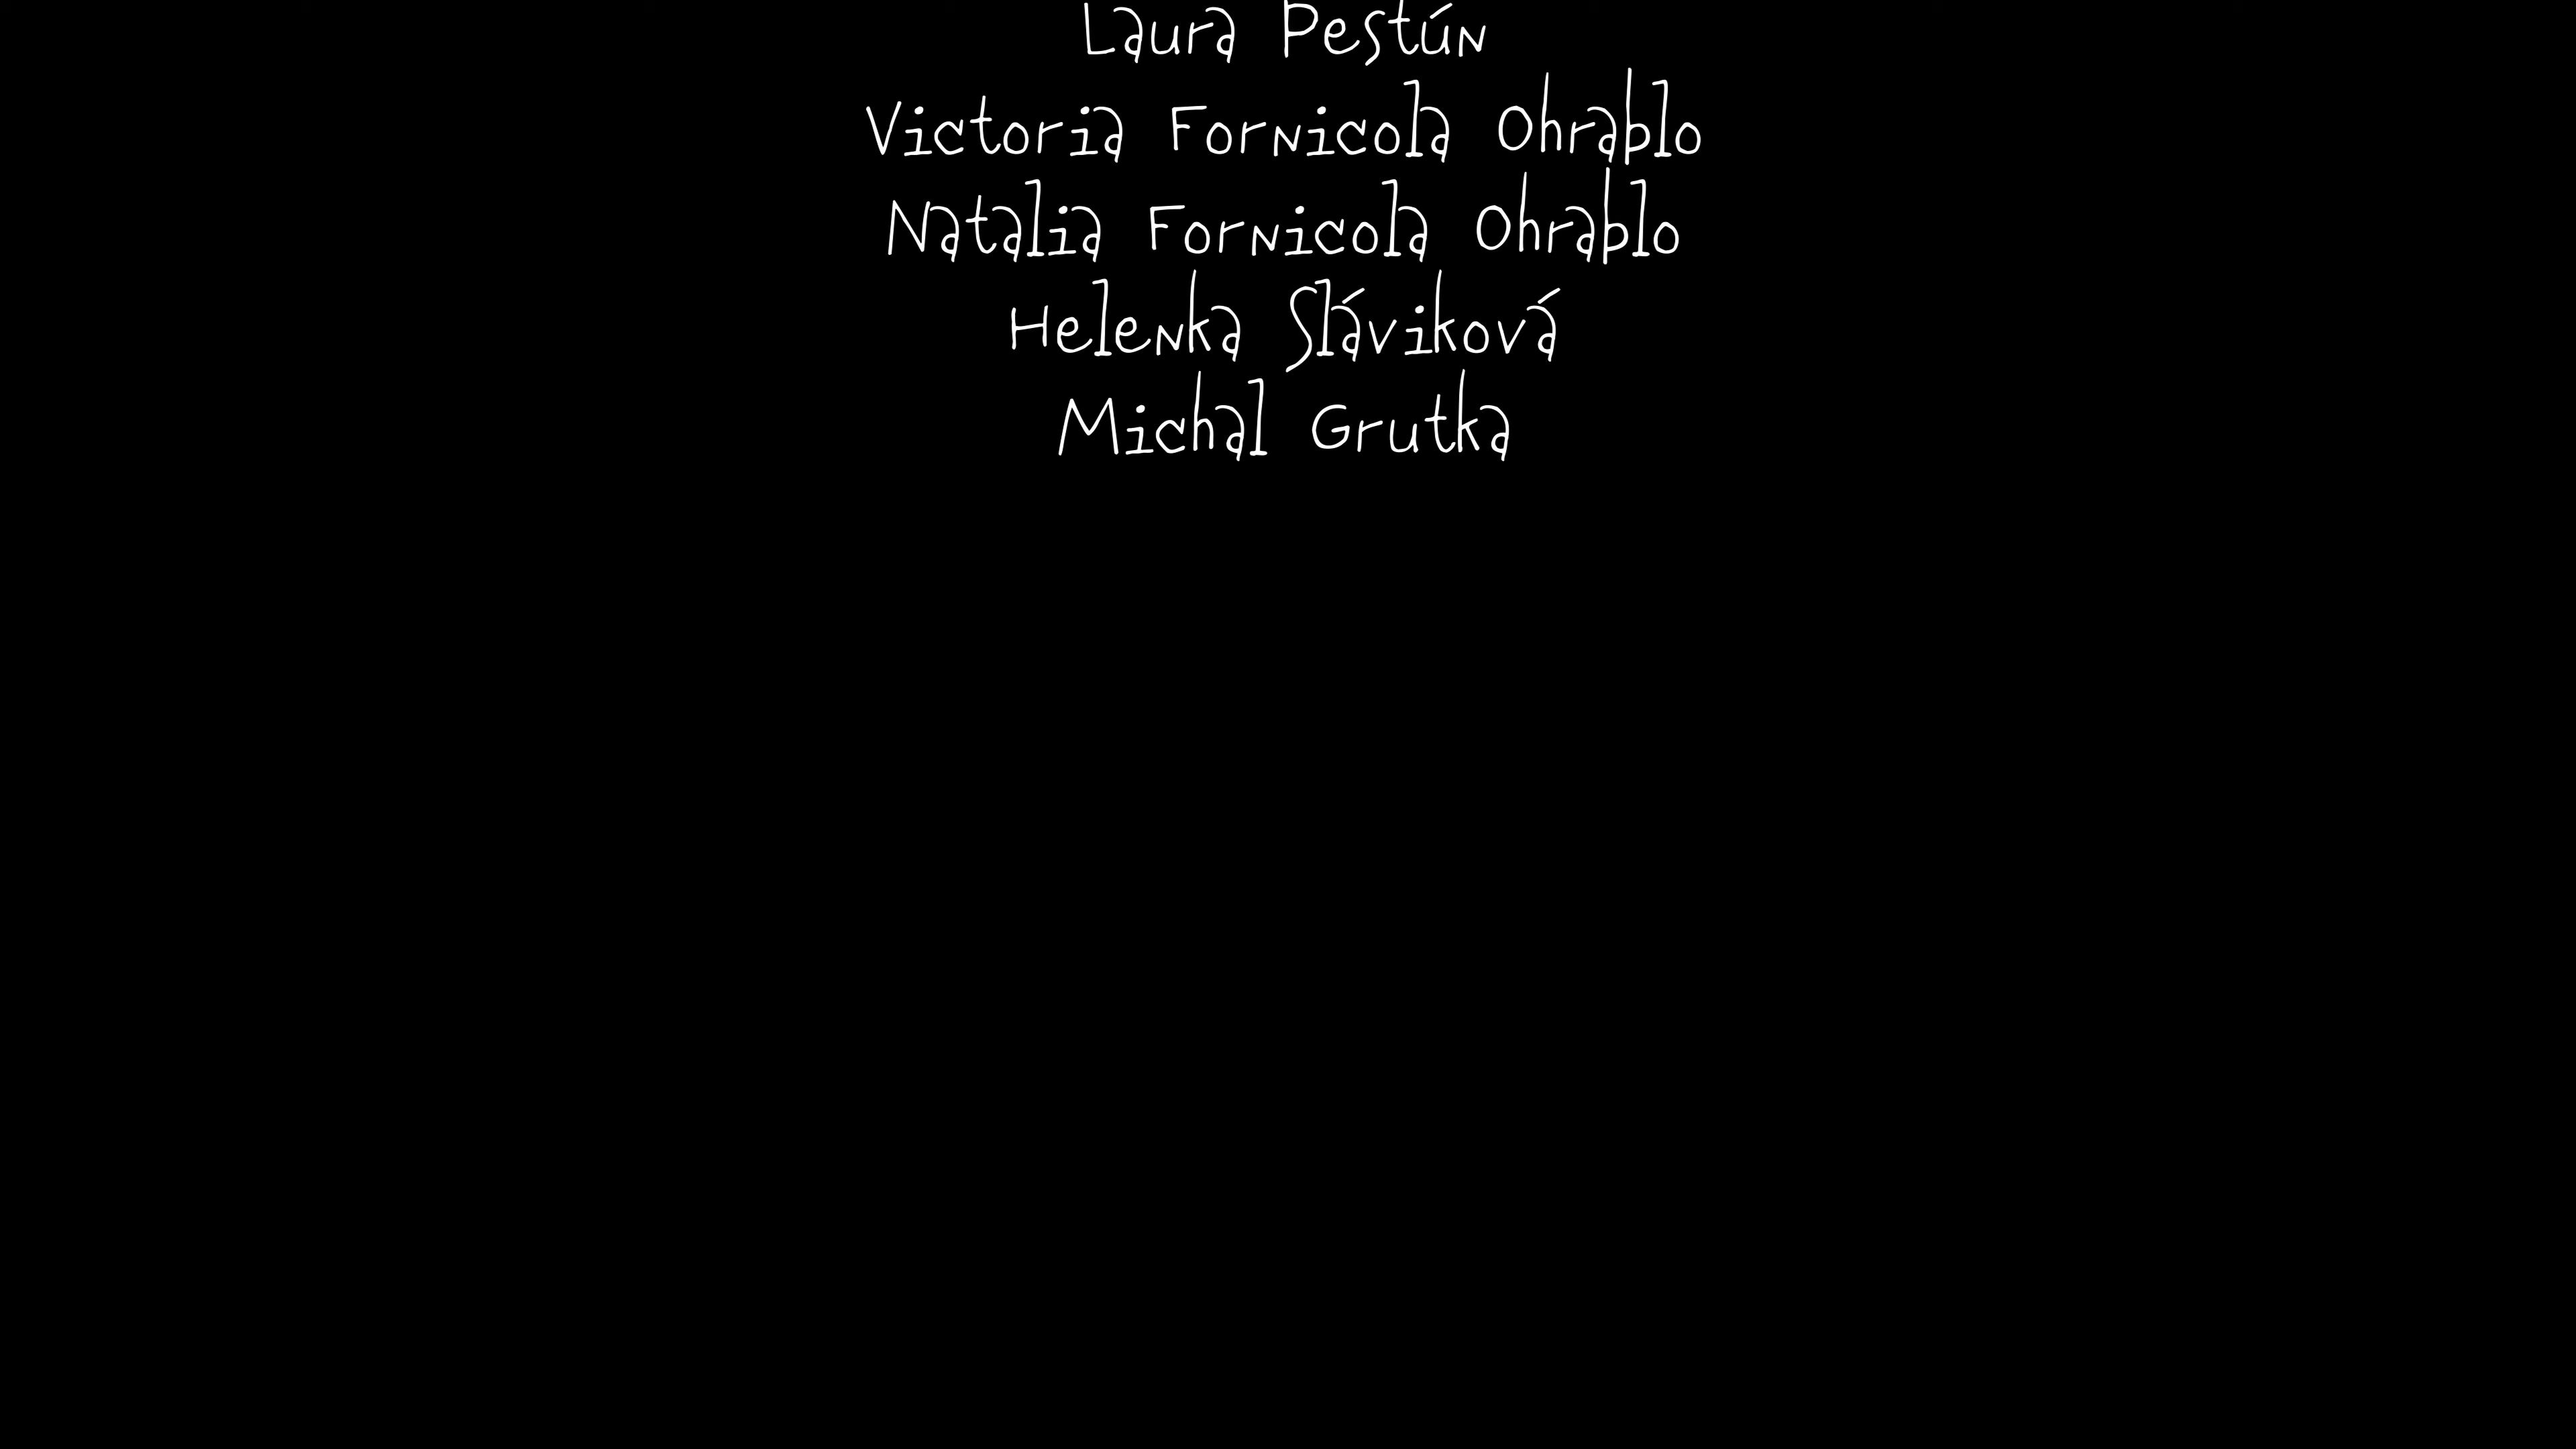 Laura Pestún
Victoria Fornicola Ohrablo
Natalia Fornicola Ohrablo
Helenka Sláviková
Michal Grutka